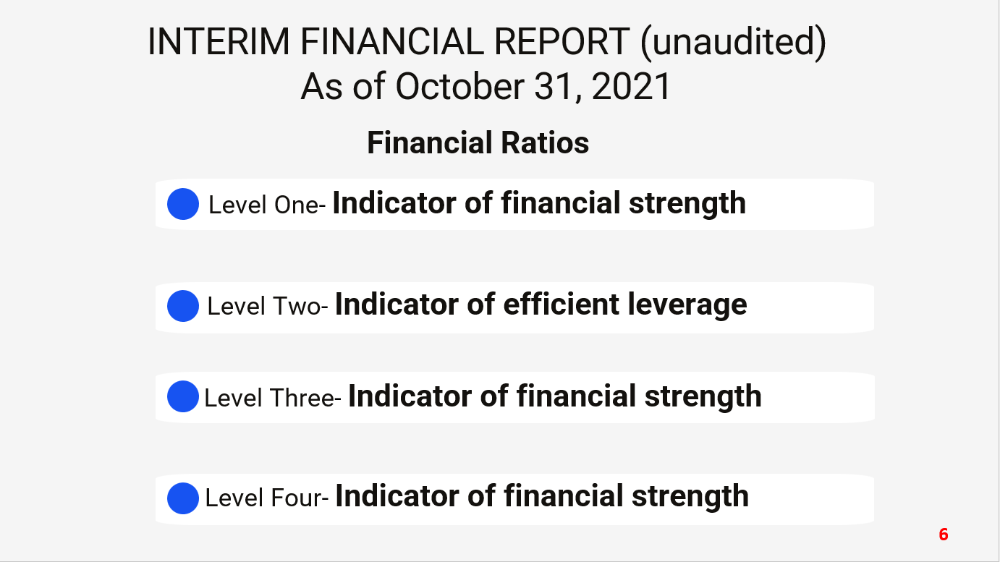 INTERIM FINANCIAL REPORT (unaudited)
As of October 31, 2021
Financial Ratios
Level One- Indicator of financial strength
Level Two- Indicator of efficient leverage
Level Three- Indicator of financial strength
Level Four- Indicator of financial strength
6